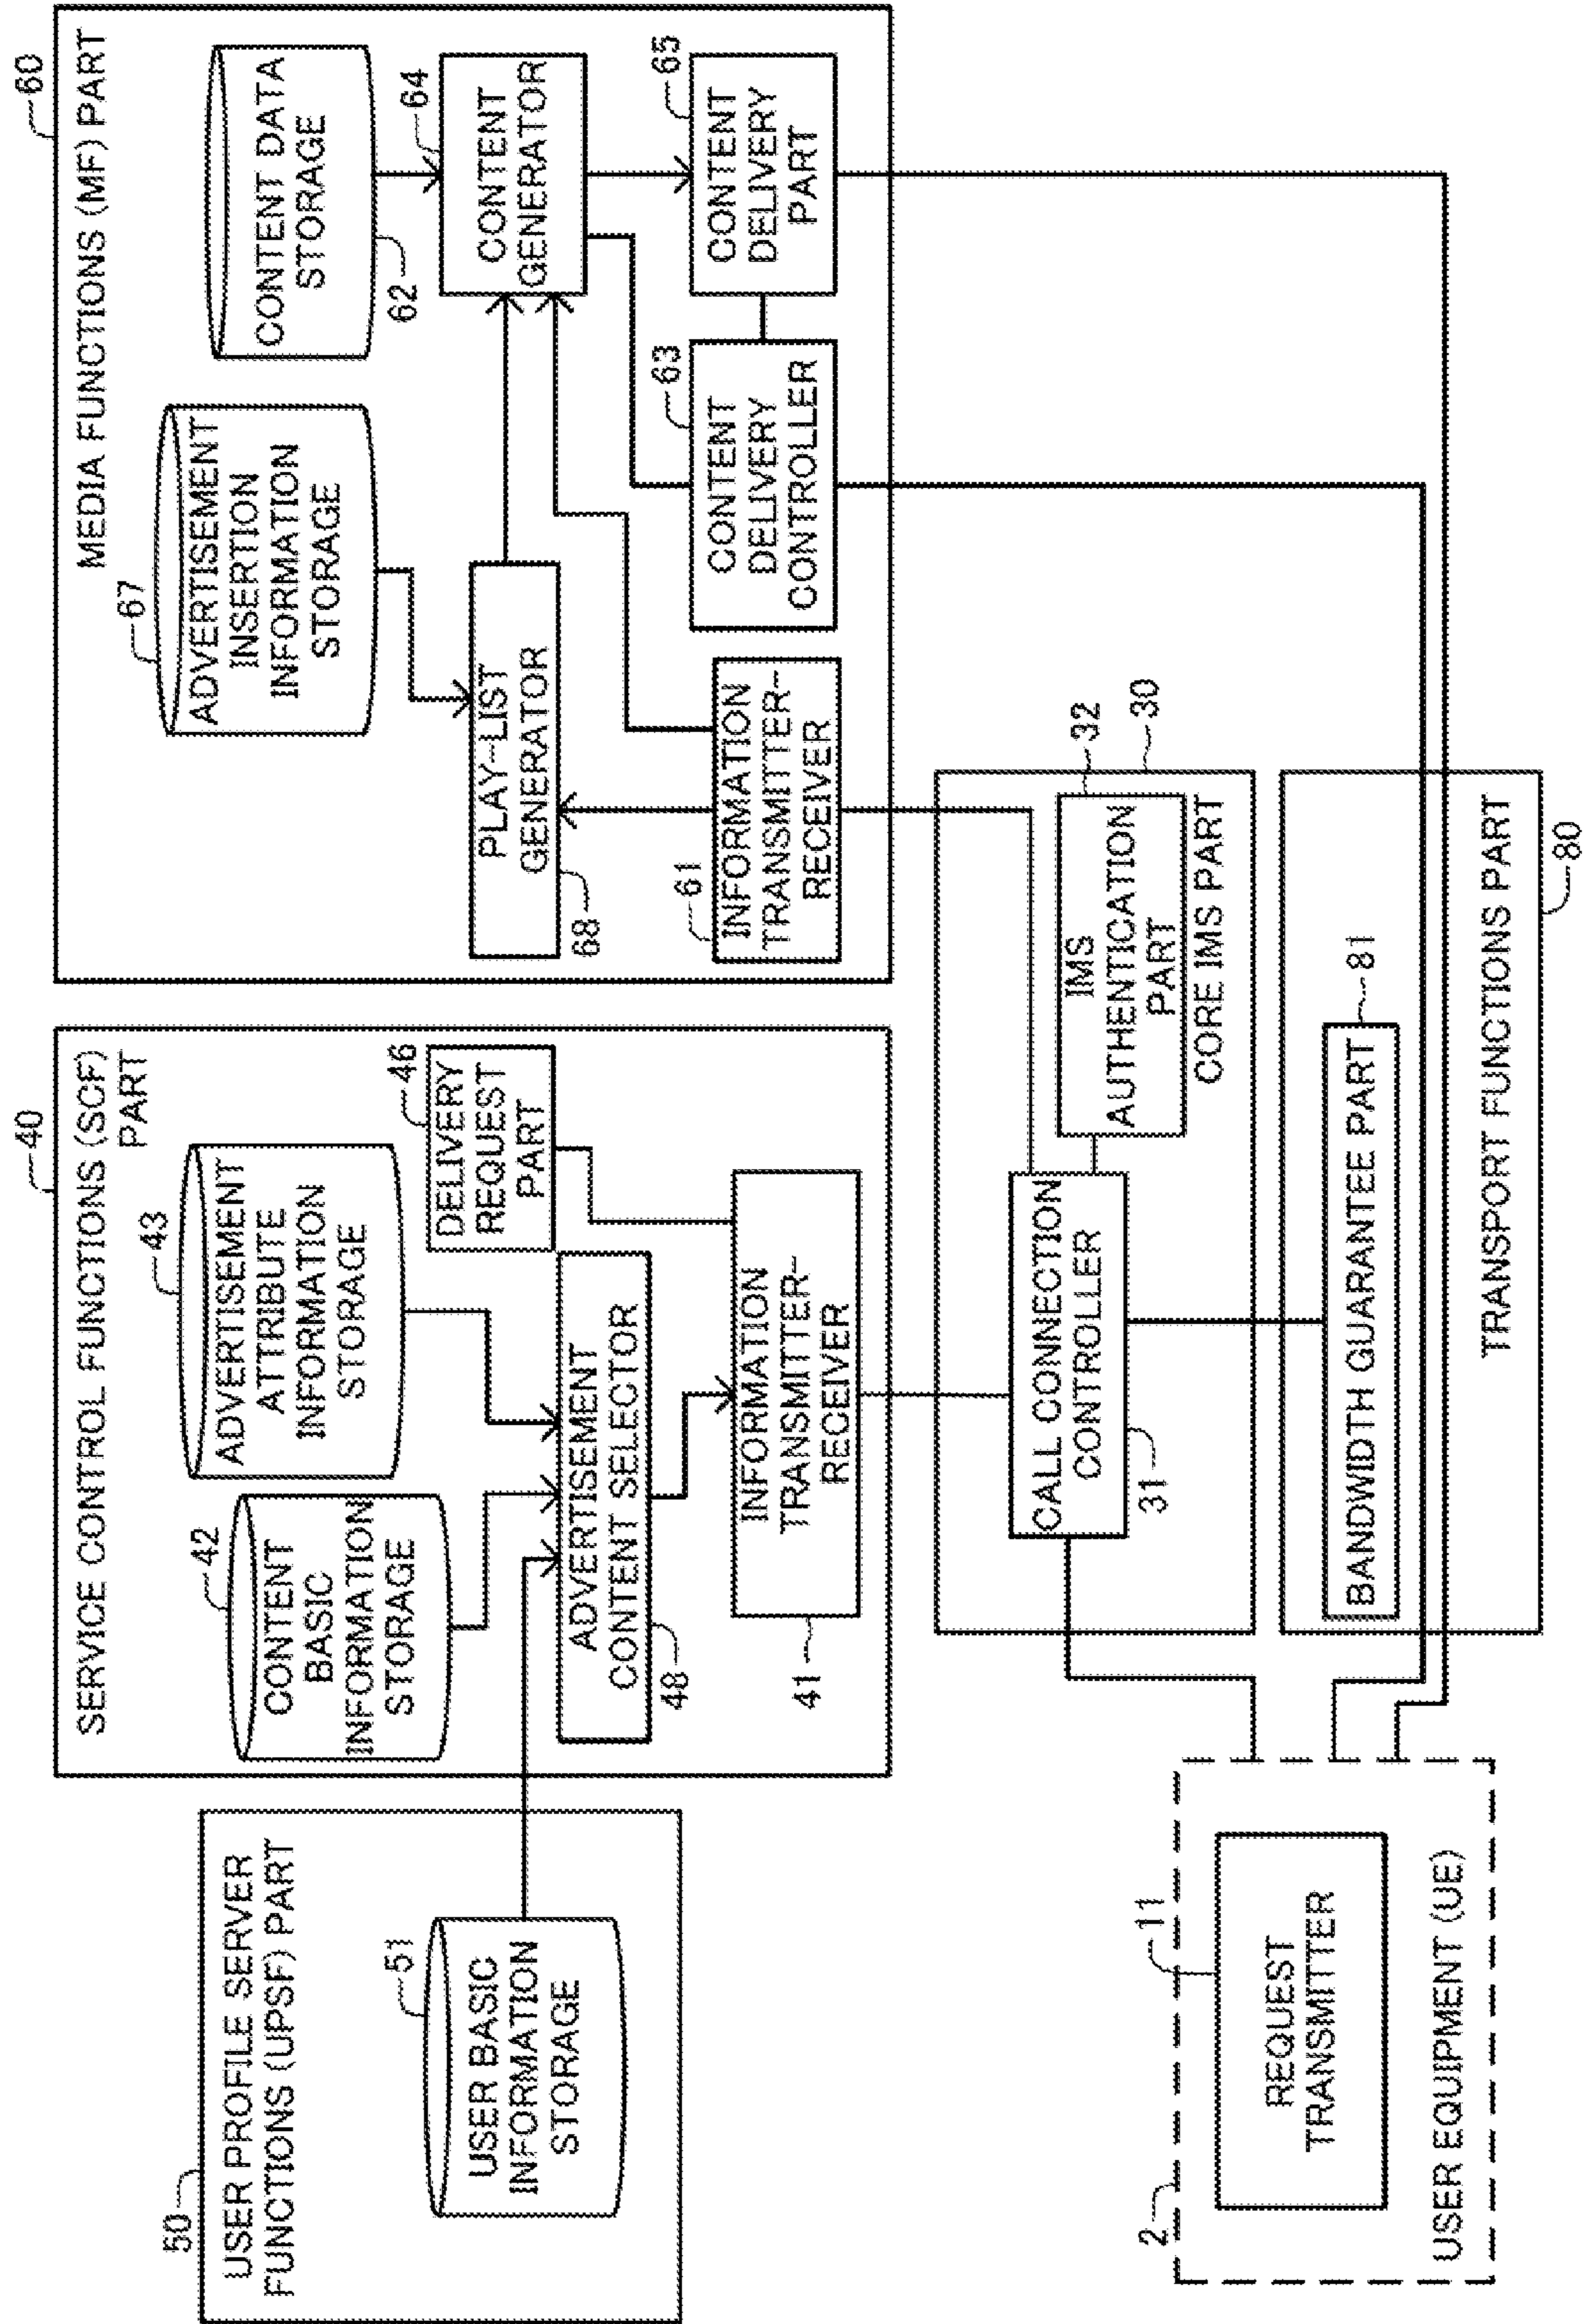 50
USER PROFILE SERVER
FUNCTIONS (UPSF) PART
51
USER BASIC
INFORMATION
STORAGE
40
SERVICE CONTROL FUNCTIONS (SCF)
PART
42
CONTENT
BASIC
INFORMATION
STORAGE
43
ADVERTISEMENT
ATTRIBUTE
INFORMATION
STORAGE
46
DELIVERY
REQUEST
PART
ADVERTISEMENT
CONTENT SELECTOR
48
INFORMATION
TRANSMITTER-
RECEIVER
41
60
MEDIA FUNCTIONS (MF) PART
67
ADVERTISEMENT
INSERTION
INFORMATION
STORAGE
CONTENT DATA
STORAGE
62
PLAY-LIST
GENERATOR
68
64
CONTENT
GENERATOR
61
INFORMATION
TRANSMITTER-
RECEIVER
63
CONTENT
DELIVERY
CONTROLLER
65
CONTENT
DELIVERY
PART
CALL CONNECTION
CONTROLLER
31
32
IMS
AUTHENTICATION
PART
30
CORE IMS PART
BANDWIDTH GUARANTEE PART
81
TRANSPORT FUNCTIONS PART
80
2
11
REQUEST
TRANSMITTER
USER EQUIPMENT (UE)